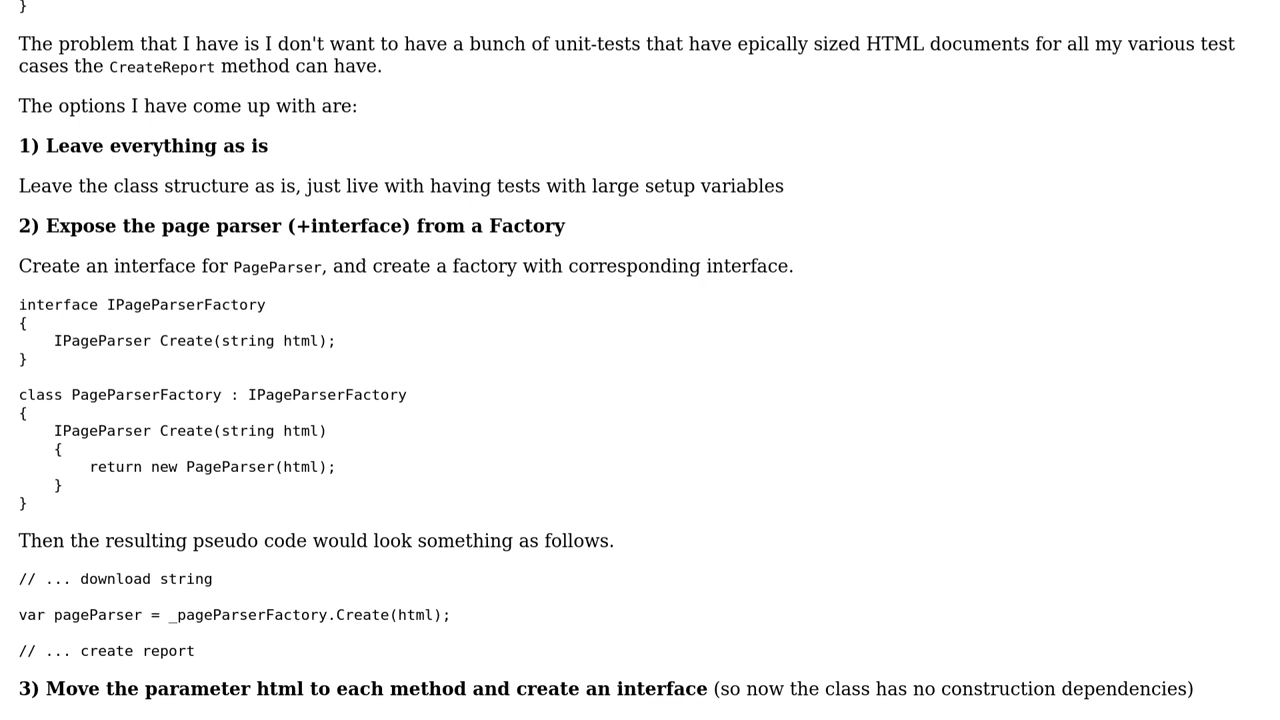 }
The problem that I have is I don't want to have a bunch of unit-tests that have epically sized HTML documents for all my various test
cases the CreateReport method can have.
The options I have come up with are:
1) Leave everything as is
Leave the class structure as is, just live with having tests with large setup variables
2) Expose the page parser (+interface) from a Factory
Create an interface for PageParser, and create a factory with corresponding interface.
interface IPageParserFactory
{
    IPageParser Create(string html);
}
class PageParserFactory : IPageParserFactory
{
    IPageParser Create(string html)
    {
        return new PageParser(html);
    }
}
Then the resulting pseudo code would look something as follows.
// ... download string
var pageParser = _pageParserFactory.Create(html);
// ... create report
3) Move the parameter html to each method and create an interface (so now the class has no construction dependencies)